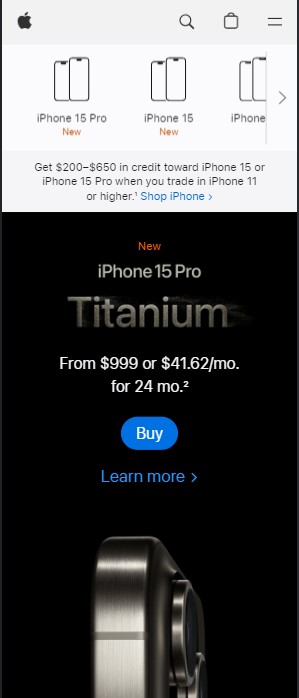 iPhone 15 Pro
New
iPhone 15
New
iPhone
Get $200–$650 in credit toward iPhone 15 or
iPhone 15 Pro when you trade in iPhone 11
or higher.¹ Shop iPhone >
New
iPhone 15 Pro
Titanium
From $999 or $41.62/mo.
for 24 mo.²
Buy
Learn more >